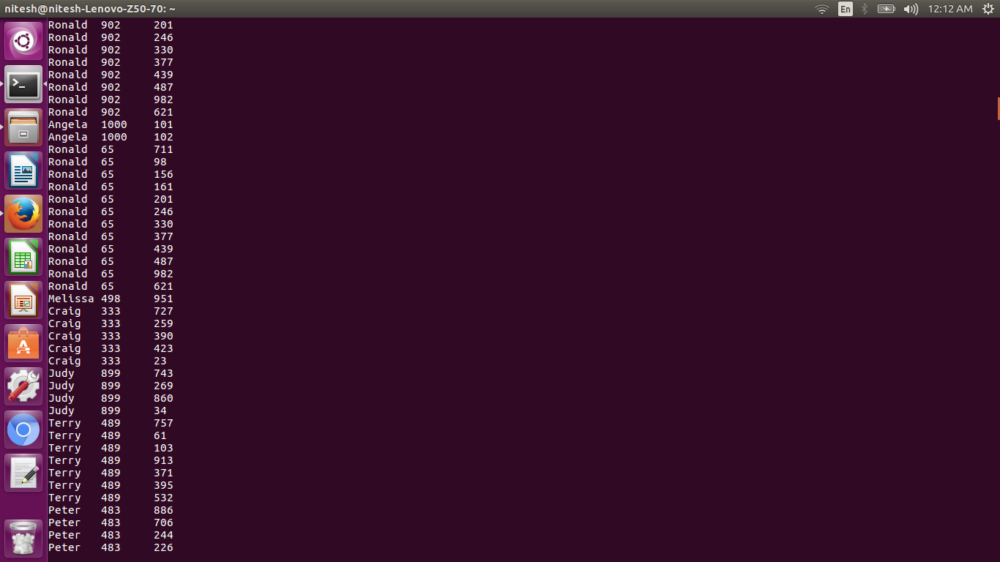 nitesh@nitesh-Lenovo-Z50-70: ~ En 12:12 AM
Ronald 902 201
Ronald 902 246
Ronald 902 330
Ronald 902 377
Ronald 902 439
Ronald 902 487
Ronald 902 982
Ronald 902 621
Angela 1000 101
Angela 1000 102
Ronald 65 711
Ronald 65 98
Ronald 65 156
Ronald 65 161
Ronald 65 201
Ronald 65 246
Ronald 65 330
Ronald 65 377
Ronald 65 439
Ronald 65 487
Ronald 65 982
Ronald 65 621
Melissa 498 951
Craig 333 727
Craig 333 259
Craig 333 390
Craig 333 423
Craig 333 23
Judy 899 743
Judy 899 269
Judy 899 860
Judy 899 34
Terry 489 757
Terry 489 61
Terry 489 103
Terry 489 913
Terry 489 371
Terry 489 395
Terry 489 532
Peter 483 886
Peter 483 706
Peter 483 244
Peter 483 226